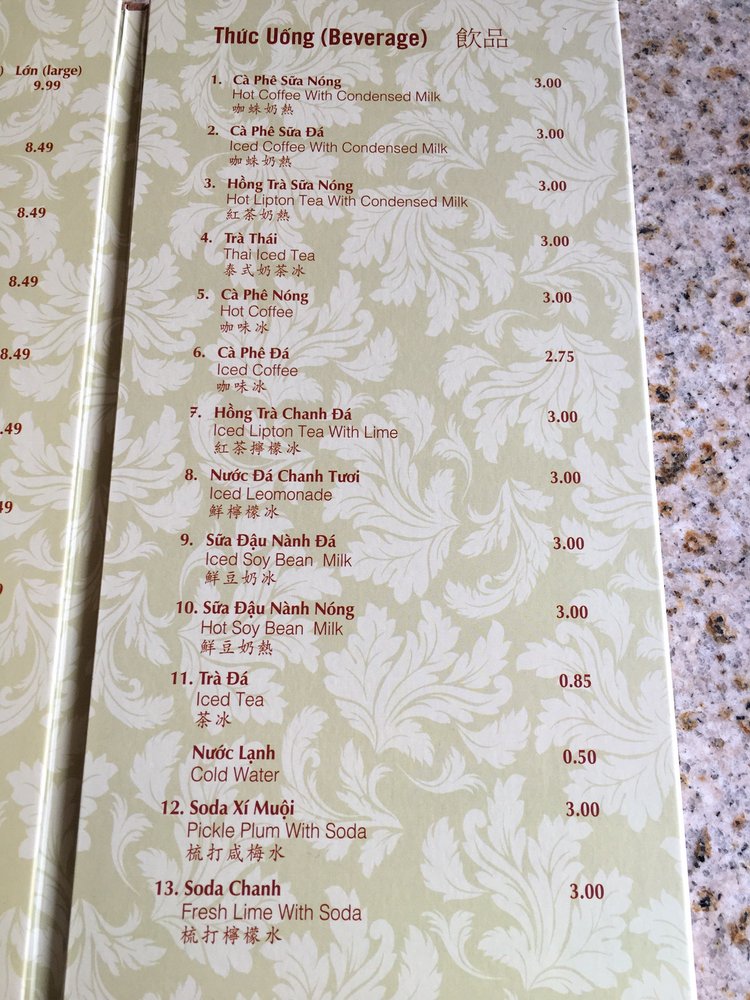 Lớn (large)
9.99
8.49
8.49
8.49
8.49
.49
Thức Uống (Beverage) 飲品
1. Cà Phê Sữa Nóng 3.00
Hot Coffee With Condensed Milk
咖蛛奶熱
2. Cà Phê Sữa Đá 3.00
Iced Coffee With Condensed Milk
咖蛛奶熱
3. Hồng Trà Sữa Nóng 3.00
Hot Lipton Tea With Condensed Milk
紅茶奶熱
4. Trà Thái 3.00
Thai Iced Tea
泰式奶茶冰
5. Cà Phê Nóng 3.00
Hot Coffee
咖味冰
6. Cà Phê Đá 2.75
Iced Coffee
咖味冰
7. Hồng Trà Chanh Đá 3.00
Iced Lipton Tea With Lime
紅茶擰檬冰
8. Nước Đá Chanh Tươi 3.00
Iced Leomonade
鮮檸檬冰
9. Sữa Đậu Nành Đá 3.00
Iced Soy Bean Milk
鮮豆奶冰
10. Sữa Đậu Nành Nóng 3.00
Hot Soy Bean Milk
鮮豆奶熱
11. Trà Đá 0.85
Iced Tea
茶冰
Nước Lạnh 0.50
Cold Water
12. Soda Xí Muội 3.00
Pickle Plum With Soda
梳打咸梅水
13. Soda Chanh 3.00
Fresh Lime With Soda
梳打檸檬水